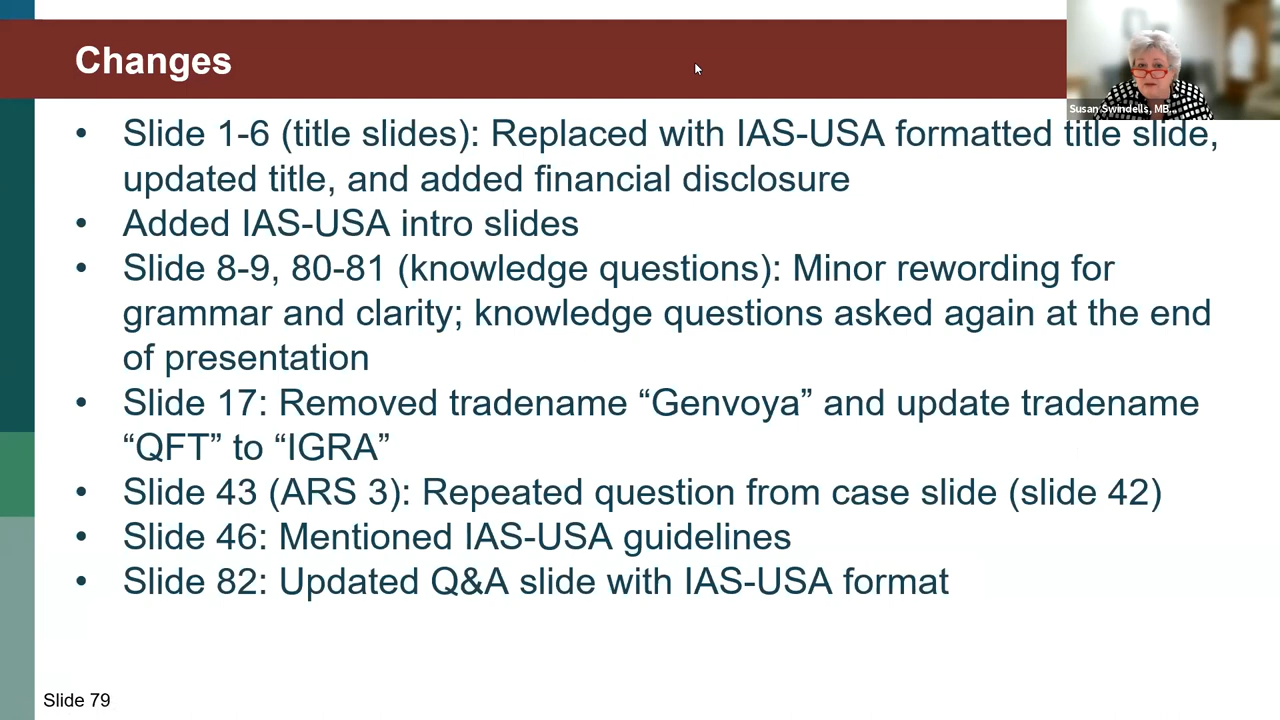 Changes
Susan Swindells, MB,
• Slide 1-6 (title slides): Replaced with IAS-USA formatted title slide,
updated title, and added financial disclosure
• Added IAS-USA intro slides
• Slide 8-9, 80-81 (knowledge questions): Minor rewording for
grammar and clarity; knowledge questions asked again at the end
of presentation
• Slide 17: Removed tradename “Genvoya” and update tradename
“QFT” to “IGRA”
• Slide 43 (ARS 3): Repeated question from case slide (slide 42)
• Slide 46: Mentioned IAS-USA guidelines
• Slide 82: Updated Q&A slide with IAS-USA format
Slide 79